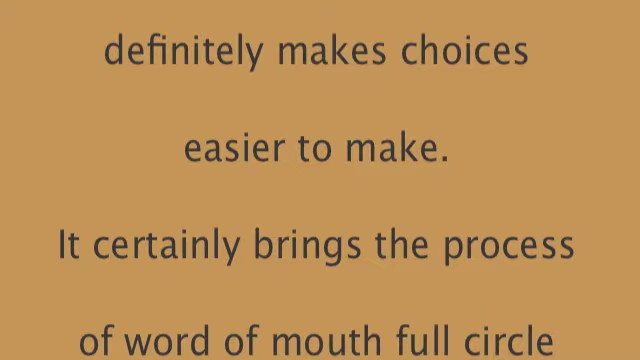 definitely makes choices
easier to make.
It certainly brings the process
of word of mouth full circle